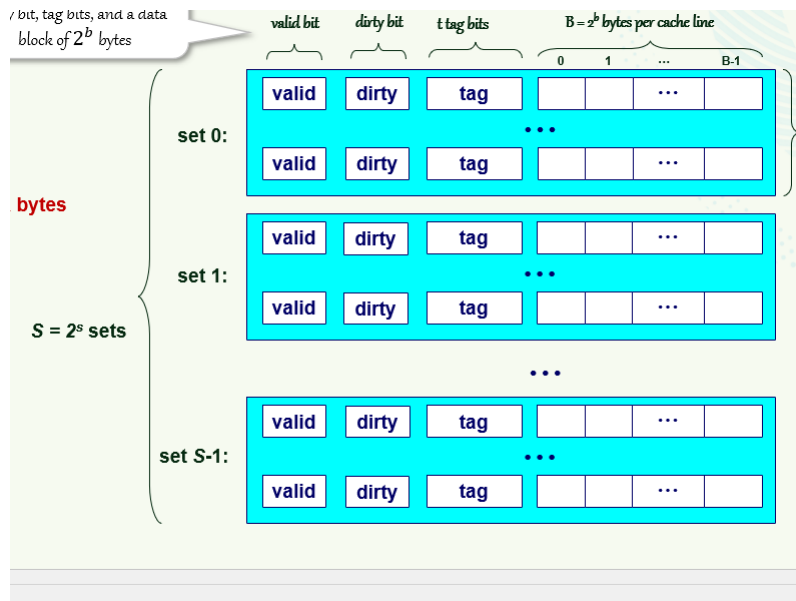 y bit, tag bits, and a data
block of 2^b bytes
valid bit dirty bit t tag bits B = 2^b bytes per cache line
0 1 ... B-1
valid dirty tag ...
set 0: ...
valid dirty tag ...
bytes
valid dirty tag ...
set 1: ...
valid dirty tag ...
S = 2^s sets
...
valid dirty tag ...
set S-1: ...
valid dirty tag ...